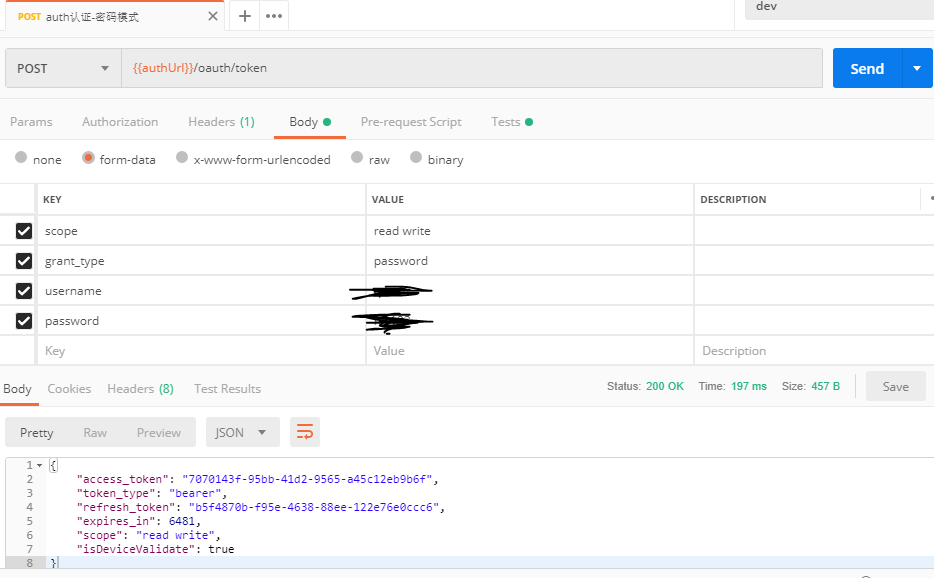 POST auth认证-密码模式
dev
POST {{authUrl}}/oauth/token Send
Params Authorization Headers (1) Body Pre-request Script Tests
none form-data x-www-form-urlencoded raw binary
KEY VALUE DESCRIPTION
scope read write
grant_type password
username
password
Key Value Description
Body Cookies Headers (8) Test Results Status: 200 OK Time: 197 ms Size: 457 B Save
Pretty Raw Preview JSON
1 {
2 "access_token": "7070143f-95bb-41d2-9565-a45c12eb9b6f",
3 "token_type": "bearer",
4 "refresh_token": "b5f4870b-f95e-4638-88ee-122e76e0ccc6",
5 "expires_in": 6481,
6 "scope": "read write",
7 "isDeviceValidate": true
8 }